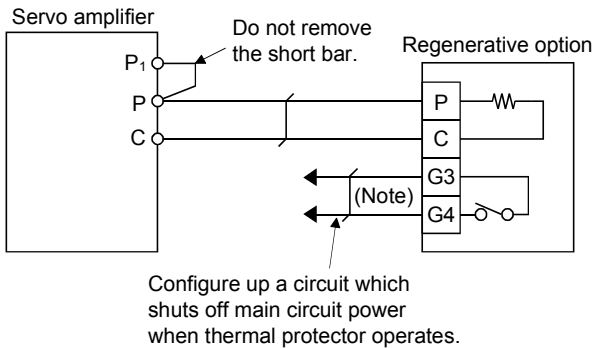 Servo amplifier
Do not remove
the short bar.
Regenerative option
P1
P
C
P
C
G3
G4
(Note)
Configure up a circuit which
shuts off main circuit power
when thermal protector operates.